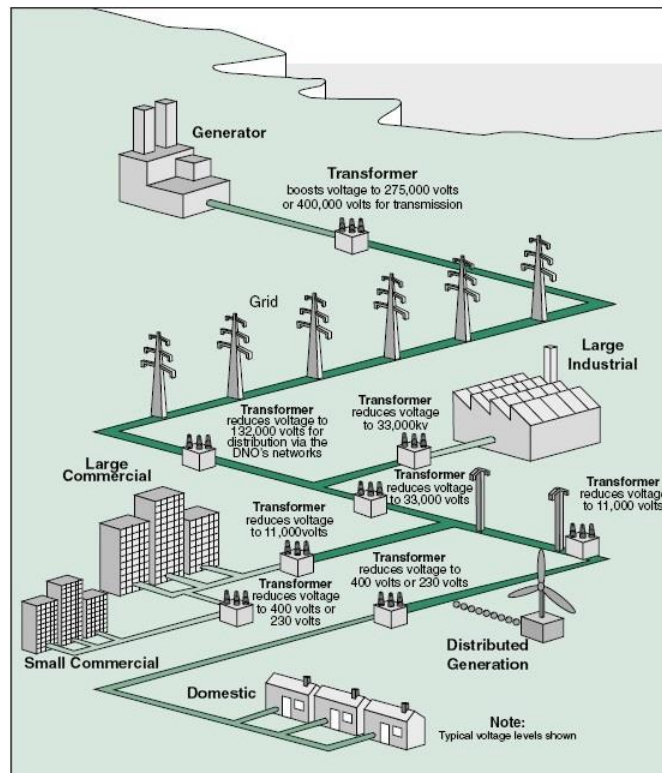 Generator
Transformer
boosts voltage to 275,000 volts
or 400,000 volts for transmission
Grid
Large
Industrial
Transformer
reduces voltage to
132,000 volts for
distribution via the
DNO's networks
Transformer
reduces voltage
to 33,000kv
Large
Commercial
Transformer
reduces voltage
to 33,000 volts
Transformer
reduces voltage
to 11,000 volts
Transformer
reduces voltage
to 11,000volts
Transformer
reduces voltage to
400 volts or 230 volts
Transformer
reduces voltage
to 400 volts or
230 volts
Small Commercial
Distributed
Generation
Domestic
Note:
Typical voltage levels shown